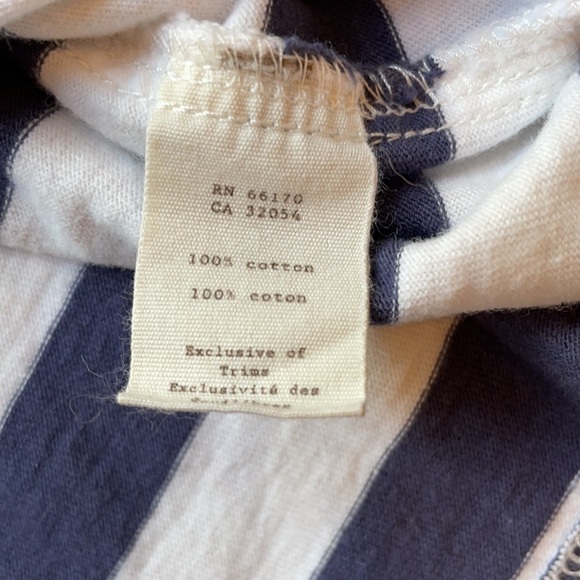 RN 66170
CA 32054
100% cotton
100% coton
Exclusive of
Trims
Exclusivité des